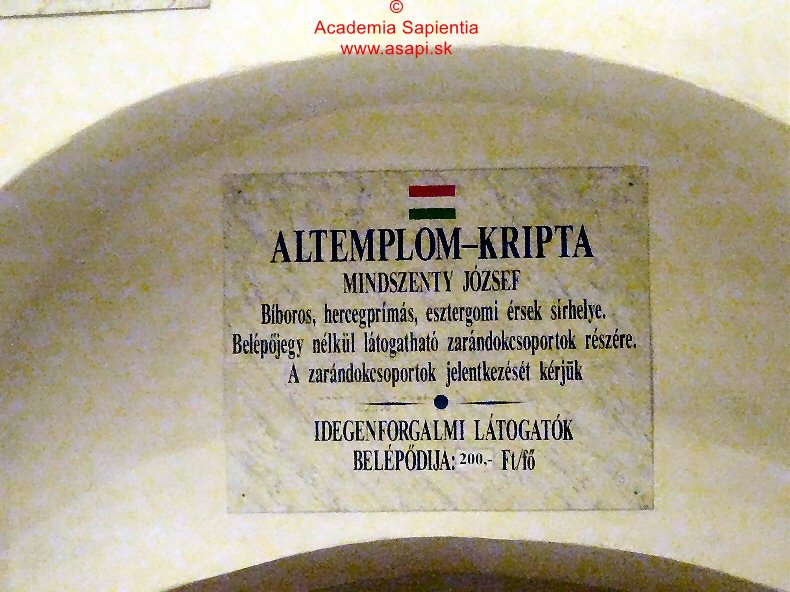 ©
Academia Sapientia
www.asapi.sk
ALTEMPLOM–KRIPTA
MINDSZENTY JÓZSEF
Bíboros, hercegprímás, esztergomi érsek sírhelye.
Belépőjegy nélkül látogatható zarándokcsoportok részére.
A zarándokcsoportok jelentkezését kérjük
IDEGENFORGALMI LÁTOGATÓK
BELÉPŐDIJA: 200,- Ft/fő